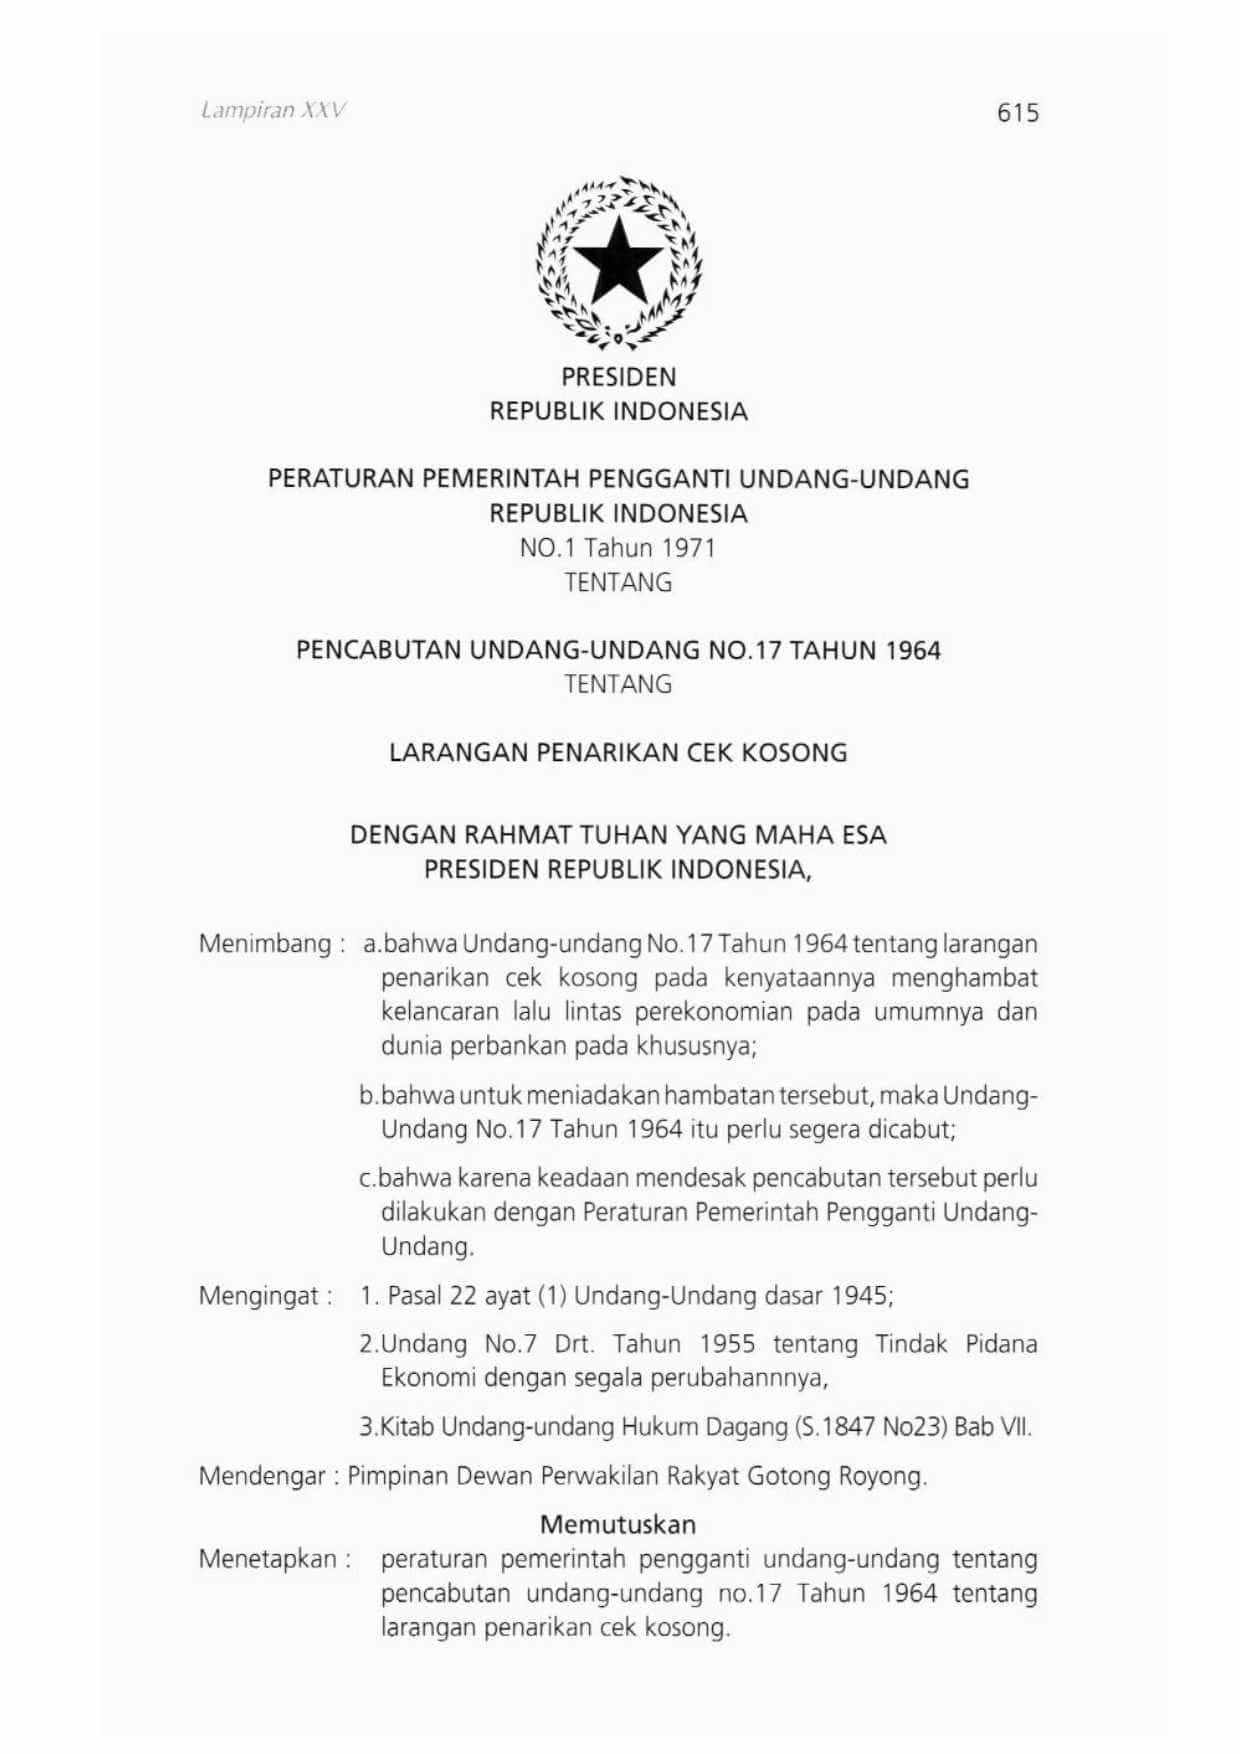 Lampiran XXV 615
PRESIDEN
REPUBLIK INDONESIA
PERATURAN PEMERINTAH PENGGANTI UNDANG-UNDANG
REPUBLIK INDONESIA
NO.1 Tahun 1971
TENTANG
PENCABUTAN UNDANG-UNDANG NO.17 TAHUN 1964
TENTANG
LARANGAN PENARIKAN CEK KOSONG
DENGAN RAHMAT TUHAN YANG MAHA ESA
PRESIDEN REPUBLIK INDONESIA,
Menimbang : a.bahwa Undang-undang No.17 Tahun 1964 tentang larangan
penarikan cek kosong pada kenyataannya menghambat
kelancaran lalu lintas perekonomian pada umumnya dan
dunia perbankan pada khususnya;
b.bahwa untuk meniadakan hambatan tersebut, maka Undang-
Undang No.17 Tahun 1964 itu perlu segera dicabut;
c.bahwa karena keadaan mendesak pencabutan tersebut perlu
dilakukan dengan Peraturan Pemerintah Pengganti Undang-
Undang.
Mengingat : 1. Pasal 22 ayat (1) Undang-Undang dasar 1945;
2.Undang No.7 Drt. Tahun 1955 tentang Tindak Pidana
Ekonomi dengan segala perubahannnya,
3.Kitab Undang-undang Hukum Dagang (S.1847 No23) Bab VII.
Mendengar : Pimpinan Dewan Perwakilan Rakyat Gotong Royong.
Memutuskan
Menetapkan : peraturan pemerintah pengganti undang-undang tentang
pencabutan undang-undang no.17 Tahun 1964 tentang
larangan penarikan cek kosong.